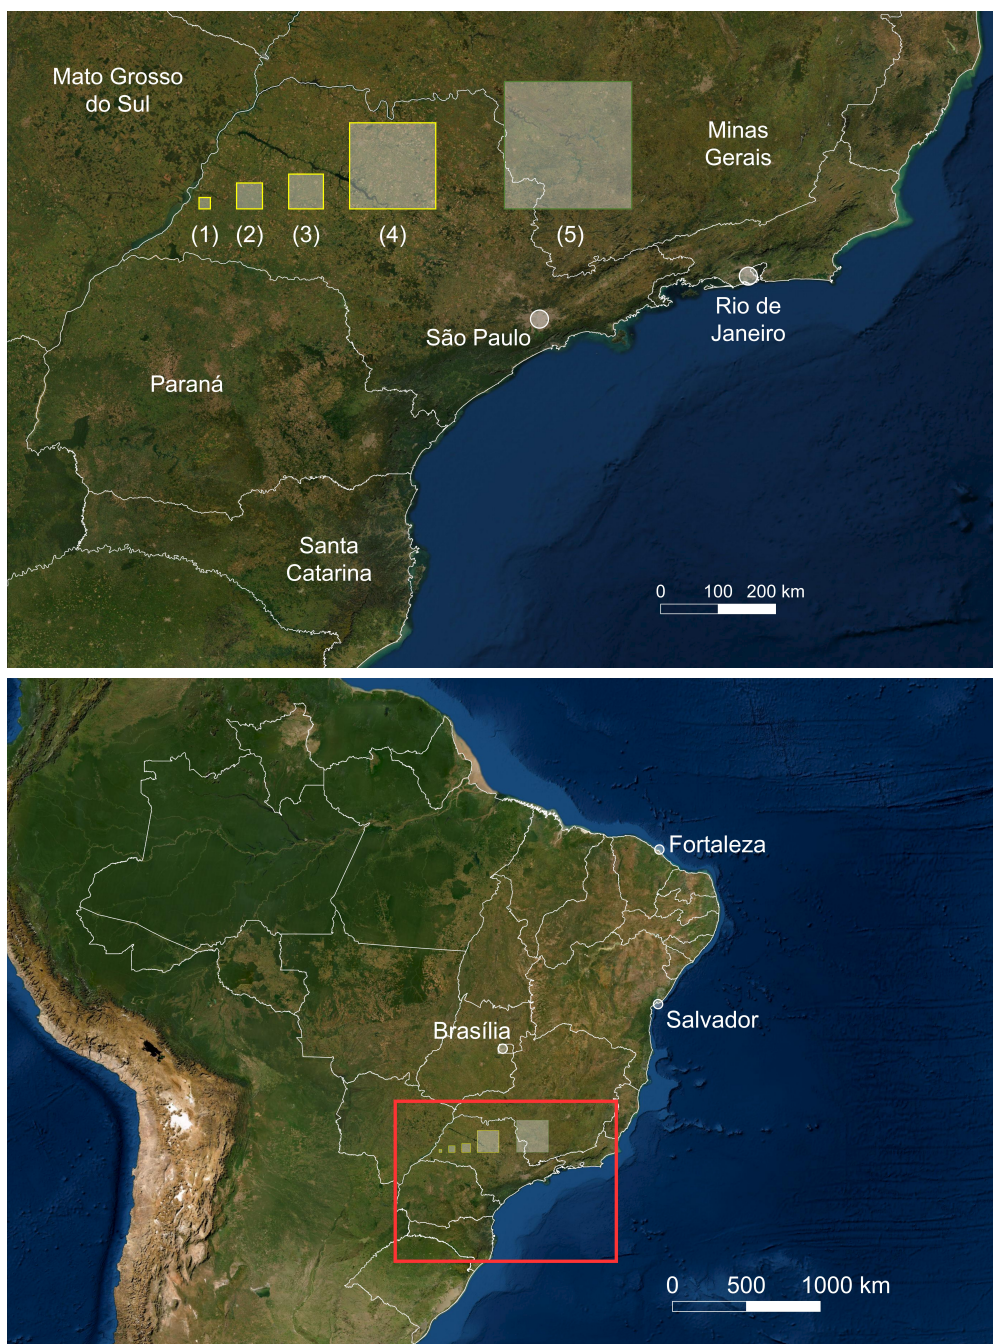 Mato Grosso
do Sul
Minas
Gerais
(1)
(2)
(3)
(4)
(5)
São Paulo
Rio de
Janeiro
Paraná
Santa
Catarina
0 100 200 km
Fortaleza
Salvador
Brasília
0 500 1000 km